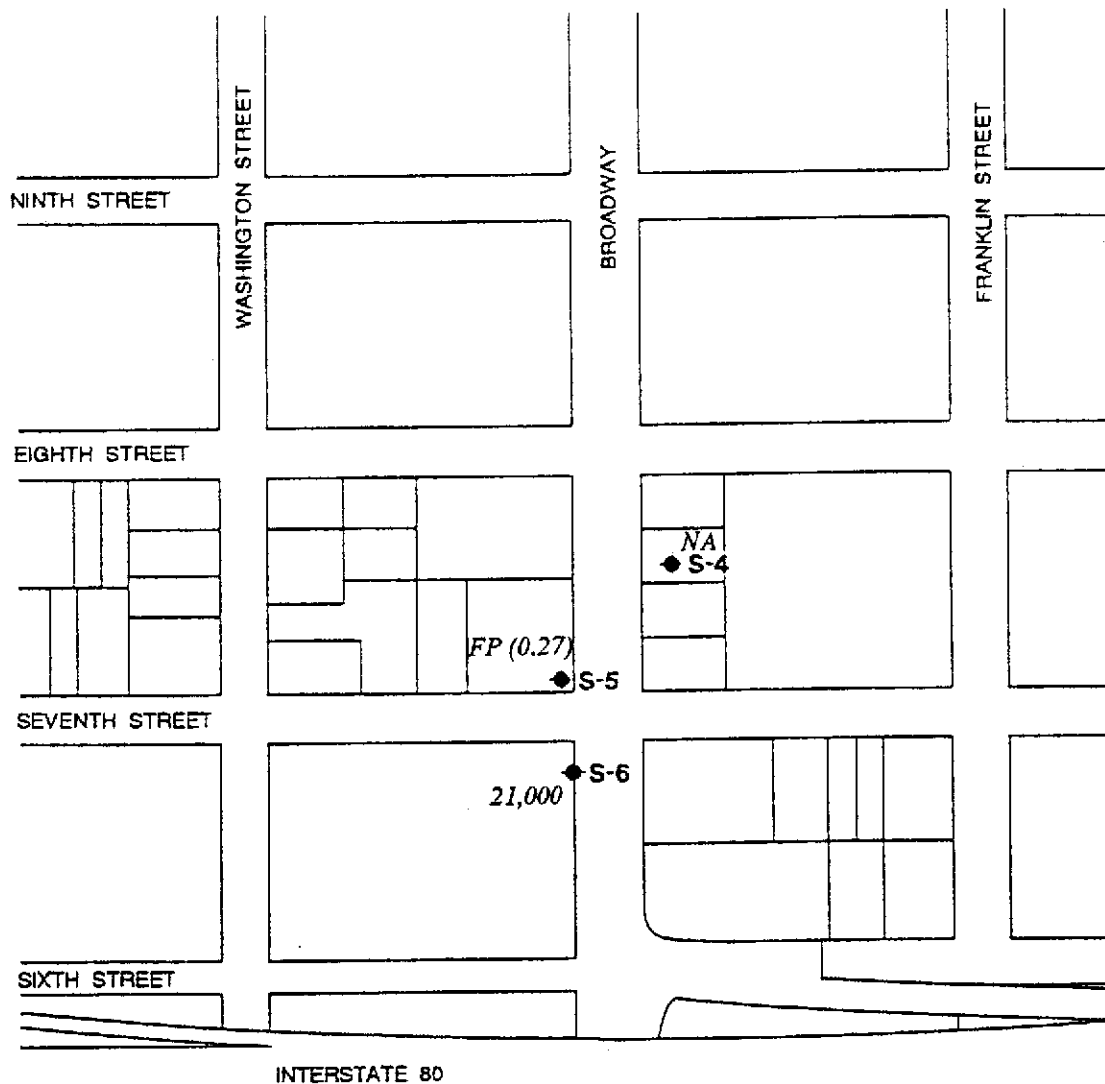 NINTH STREET
WASHINGTON STREET
BROADWAY
FRANKLIN STREET
EIGHTH STREET
NA
S-4
FP (0.27)
S-5
SEVENTH STREET
S-6
21,000
SIXTH STREET
INTERSTATE 80